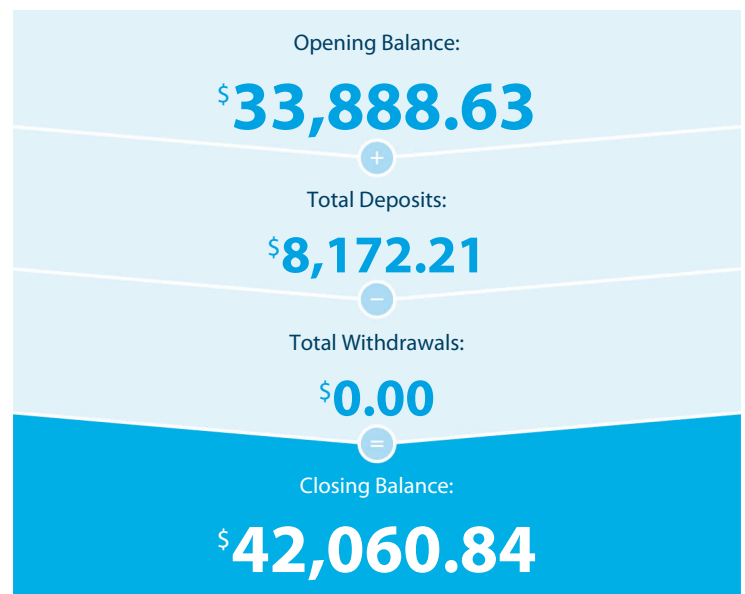 Opening Balance:
$33,888.63
+
Total Deposits:
$8,172.21
−
Total Withdrawals:
$0.00
=
Closing Balance:
$42,060.84